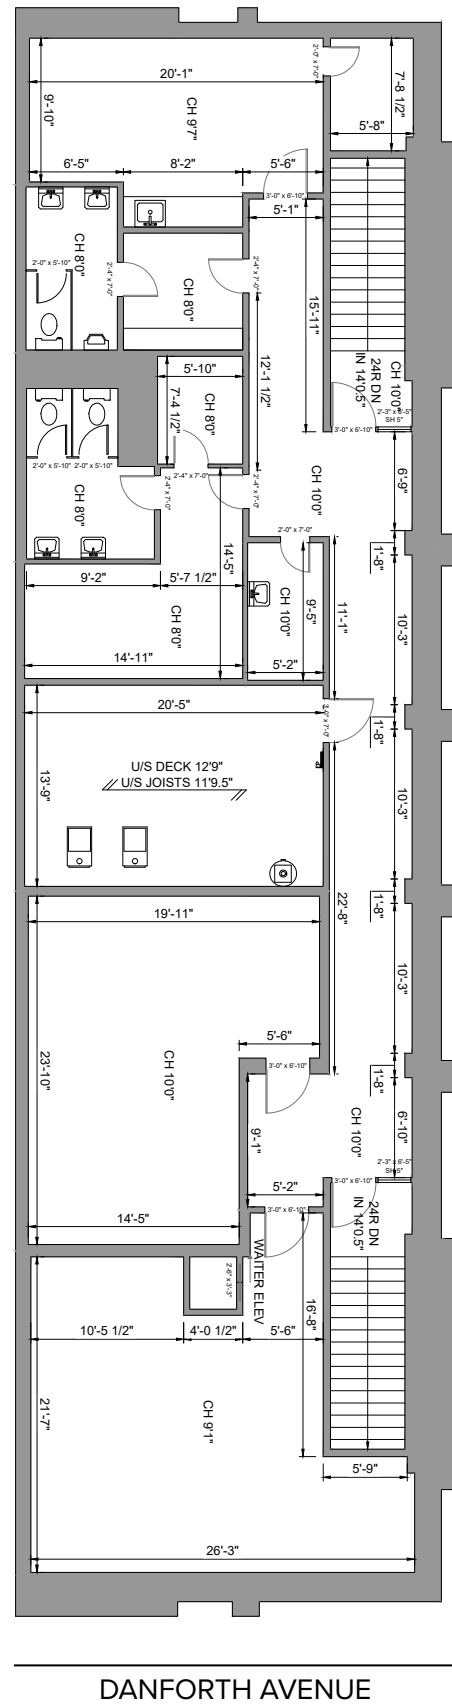 2'-0" x 7'-0"
20'-1"
7'-8 1/2"
9'-10"
CH 9'7"
5'-8"
6'-5"
8'-2"
5'-6"
3'-0" x 6'-10"
5'-1"
CH 8'0"
2'-0" x 5'-10"
2'-4" x 7'-0"
CH 8'0"
2'-4" x 7'-0"
15'-11"
12'-1 1/2"
5'-10"
7'-4 1/2"
CH 8'0"
CH 10'0"
24R DN
IN 14'0.5"
2'-3" x 6'-5"
SH 5"
3'-0" x 6'-10"
6'-9"
2'-0" x 5'-10"
2'-0" x 5'-10"
2'-4" x 7'-0"
2'-4" x 7'-0"
2'-4" x 7'-0"
CH 8'0"
CH 10'0"
2'-0" x 7'-0"
1'-8"
14'-5"
9'-2"
5'-7 1/2"
CH 8'0"
14'-11"
CH 10'0"
9'-5"
5'-2"
11'-1"
10'-3"
20'-5"
3'-0" x 7'-0"
1'-8"
U/S DECK 12'9"
U/S JOISTS 11'9.5"
13'-9"
10'-3"
1'-8"
19'-11"
22'-8"
10'-3"
5'-6"
3'-0" x 6'-10"
23'-10"
CH 10'0"
1'-8"
9'-1"
CH 10'0"
6'-10"
2'-3" x 6'-5"
SH 5"
5'-2"
3'-0" x 6'-10"
3'-0" x 6'-10"
14'-5"
24R DN
IN 14'0.5"
WAITER ELEV
2'-6" x 3'-3"
10'-5 1/2"
4'-0 1/2"
5'-6"
16'-8"
21'-7"
CH 9'1"
5'-9"
26'-3"
DANFORTH AVENUE